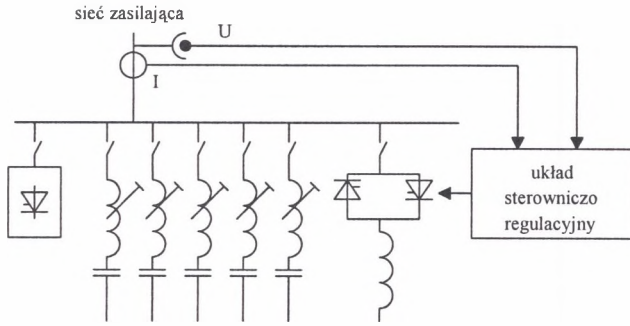 sieć zasilająca
U
I
układ
sterowniczo
regulacyjny